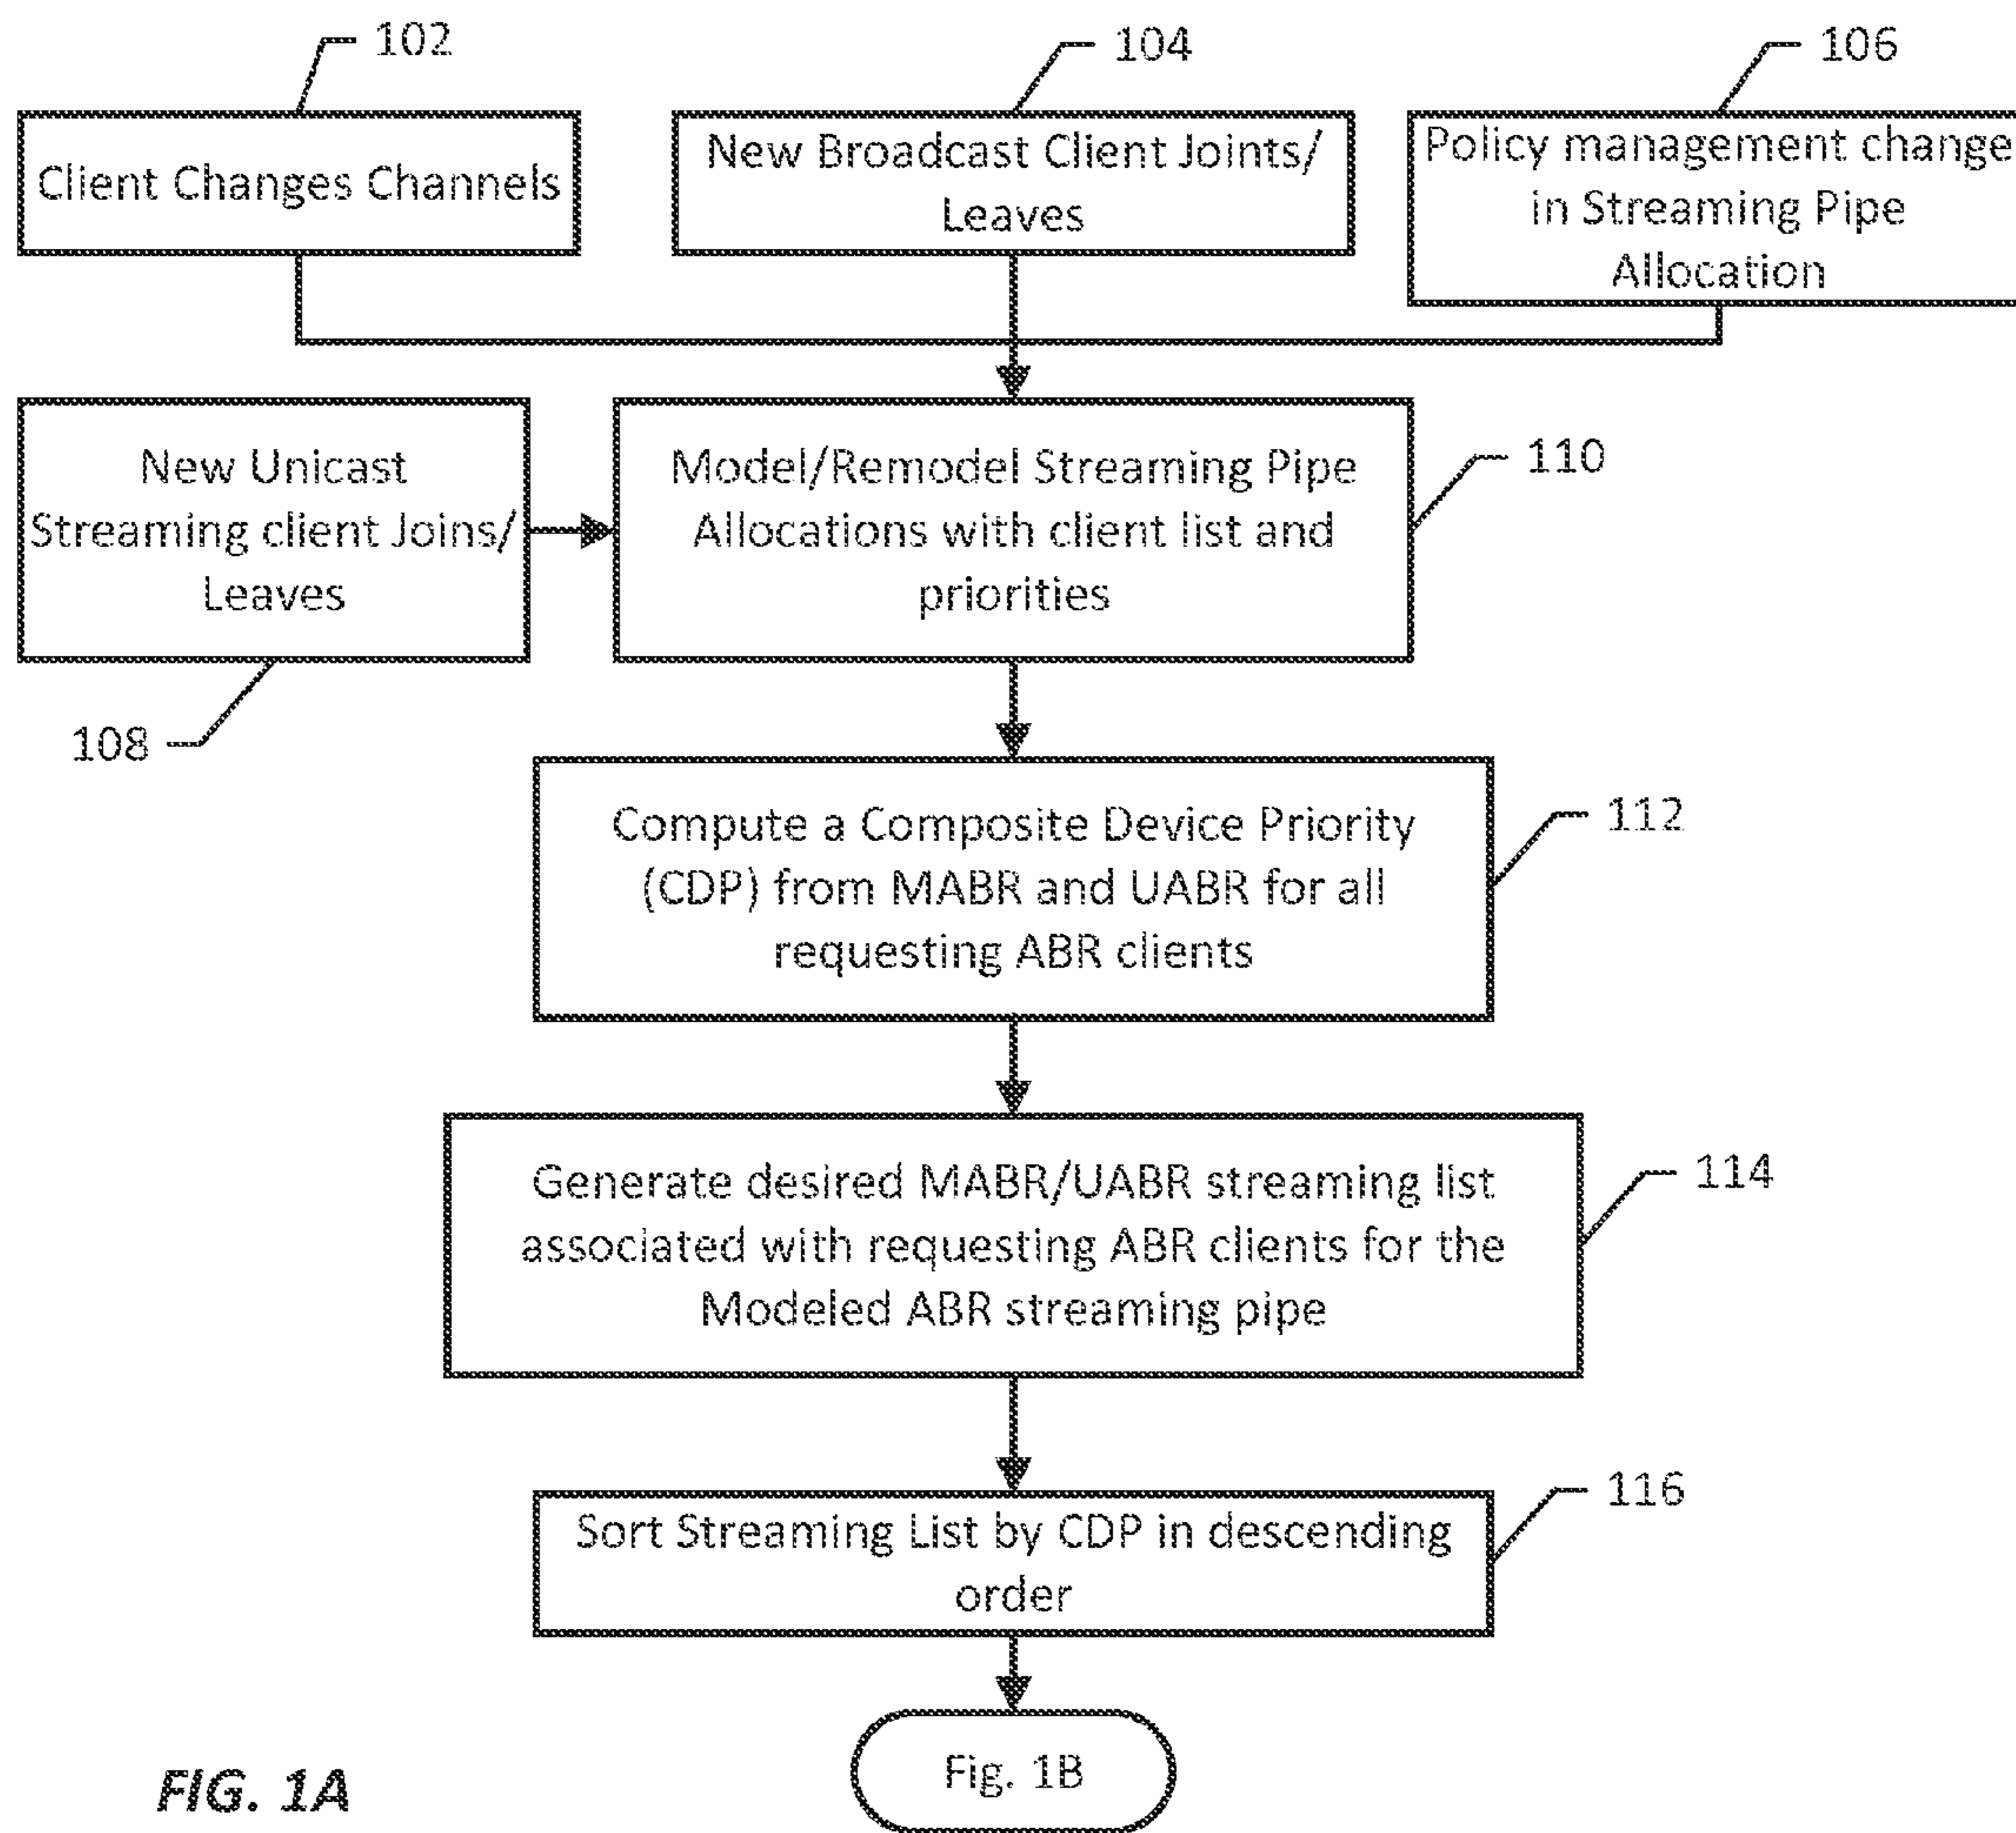 102
104
106
Client Changes Channels
New Broadcast Client Joints/
Leaves
Policy management change
in Streaming Pipe
Allocation
New Unicast
Streaming client Joins/
Leaves
108
Model/Remodel Streaming Pipe
Allocations with client list and
priorities
110
Compute a Composite Device Priority
(CDP) from MABR and UABR for all
requesting ABR clients
112
Generate desired MABR/UABR streaming list
associated with requesting ABR clients for the
Modeled ABR streaming pipe
114
Sort Streaming List by CDP in descending
order
116
Fig. 1B
FIG. 1A